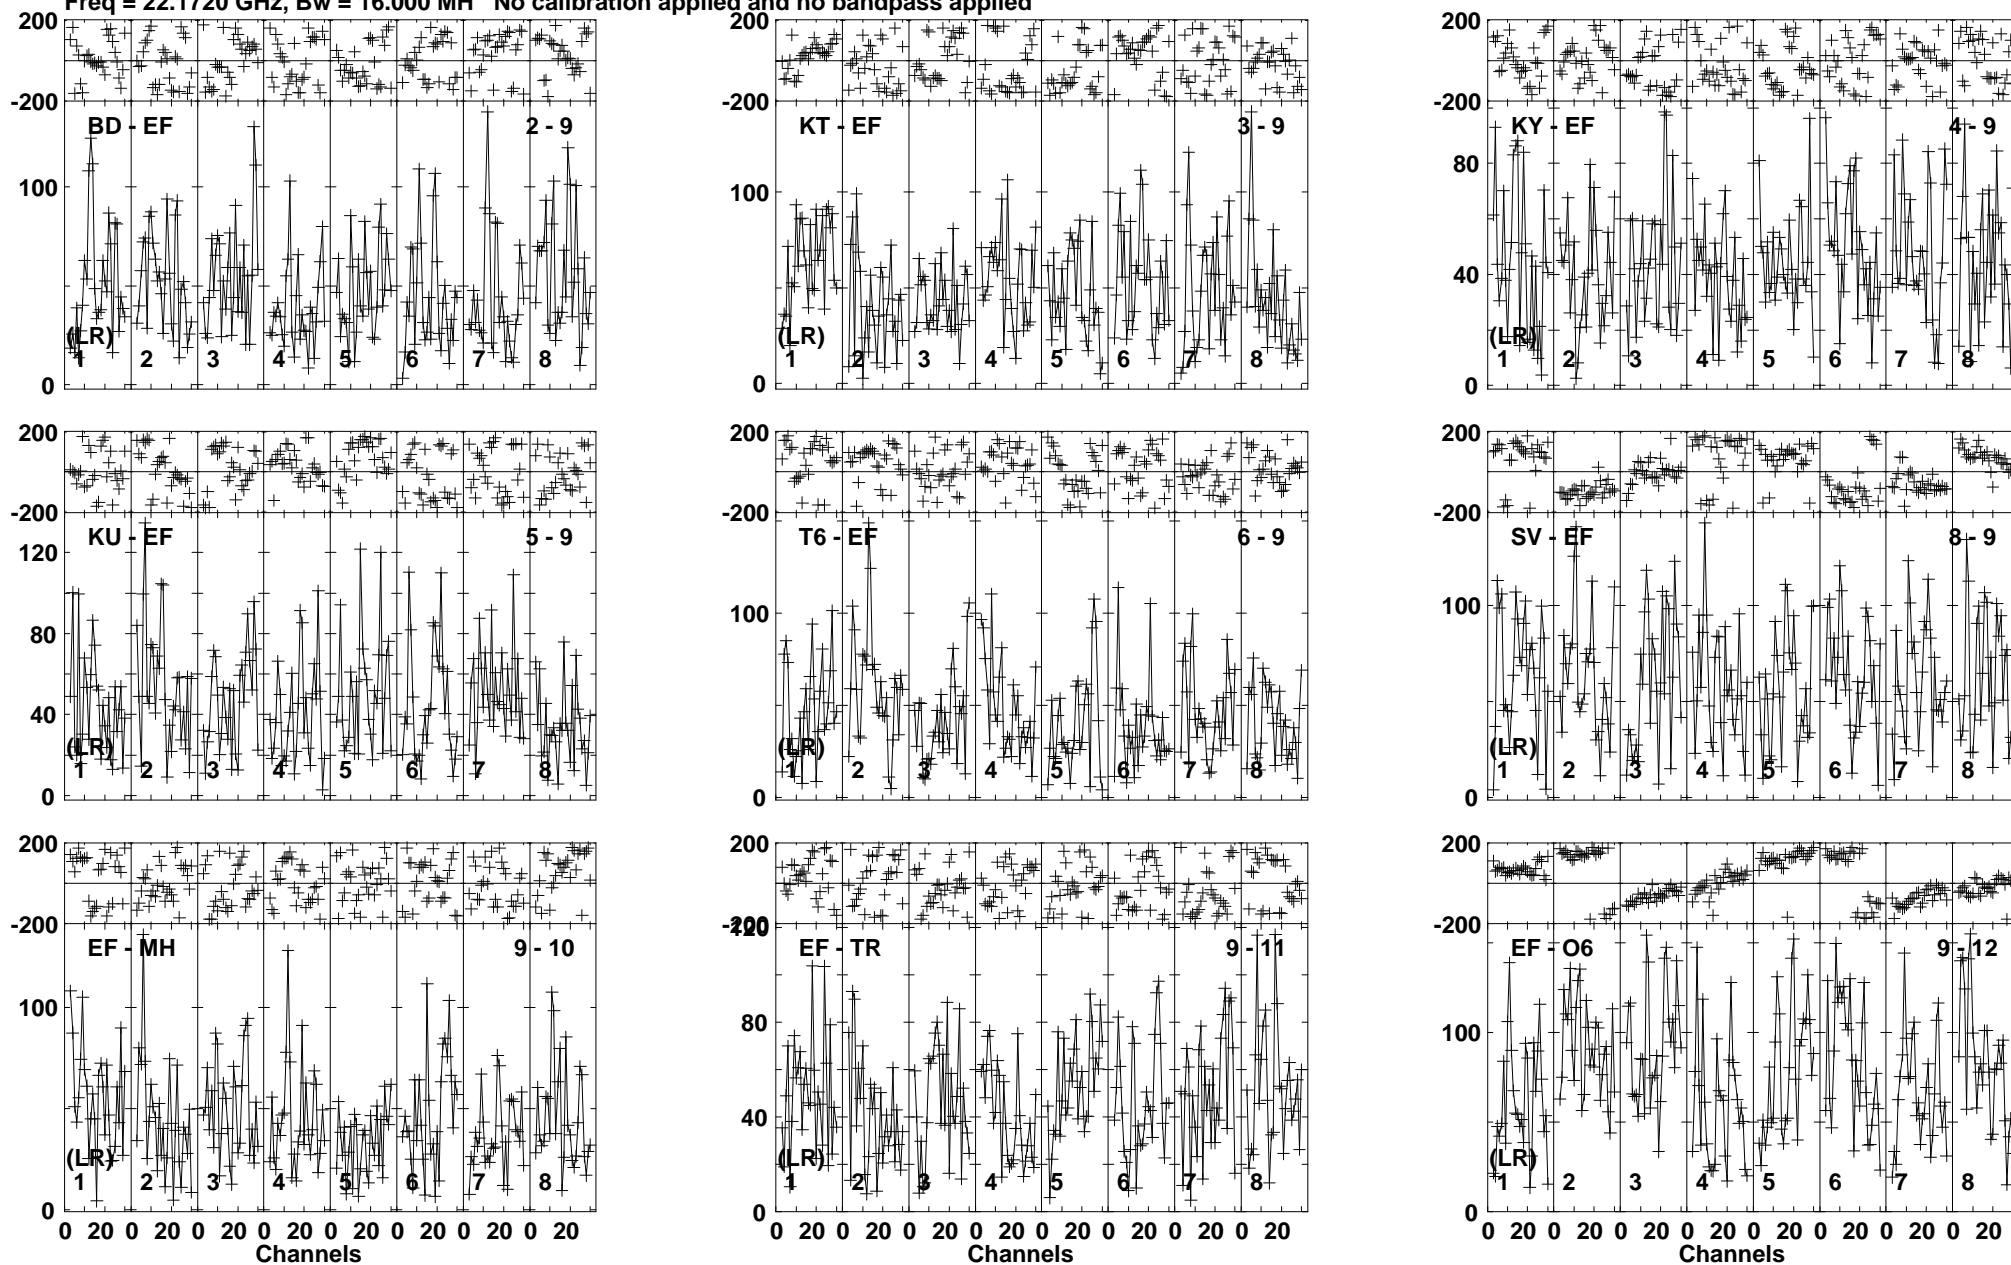 Freq = 22.1720 GHz, Bw = 16.000 MH No calibration applied and no bandpass applied
200 200 200
-200 -200 -200
BD - EF 2 - 9 KT - EF 3 - 9 KY - EF 4 - 9
100 100 80
40
(LR) (LR) (LR)
1 2 3 4 5 6 7 8 1 2 3 4 5 6 7 8 1 2 3 4 5 6 7 8
0 0 0
200 200 200
-200 -200 -200
KU - EF 5 - 9 T6 - EF 6 - 9 SV - EF 8 - 9
120 100 100
80
40
(LR) (LR) (LR)
1 2 3 4 5 6 7 8 1 2 3 4 5 6 7 8 1 2 3 4 5 6 7 8
0 0 0
200 200 200
-200 -200 -200
120
EF - MH 9 - 10 EF - TR 9 - 11 EF - O6 9 - 12
100 80 100
40
(LR) (LR) (LR)
1 2 3 4 5 6 7 8 1 2 3 4 5 6 7 8 1 2 3 4 5 6 7 8
0 0 0
0 20 0 20 0 20 0 20 0 20 0 20 0 20 0 20 0 20 0 20 0 20 0 20 0 20 0 20 0 20 0 20 0 20 0 20 0 20 0 20 0 20 0 20 0 20 0 20
Channels Channels Channels